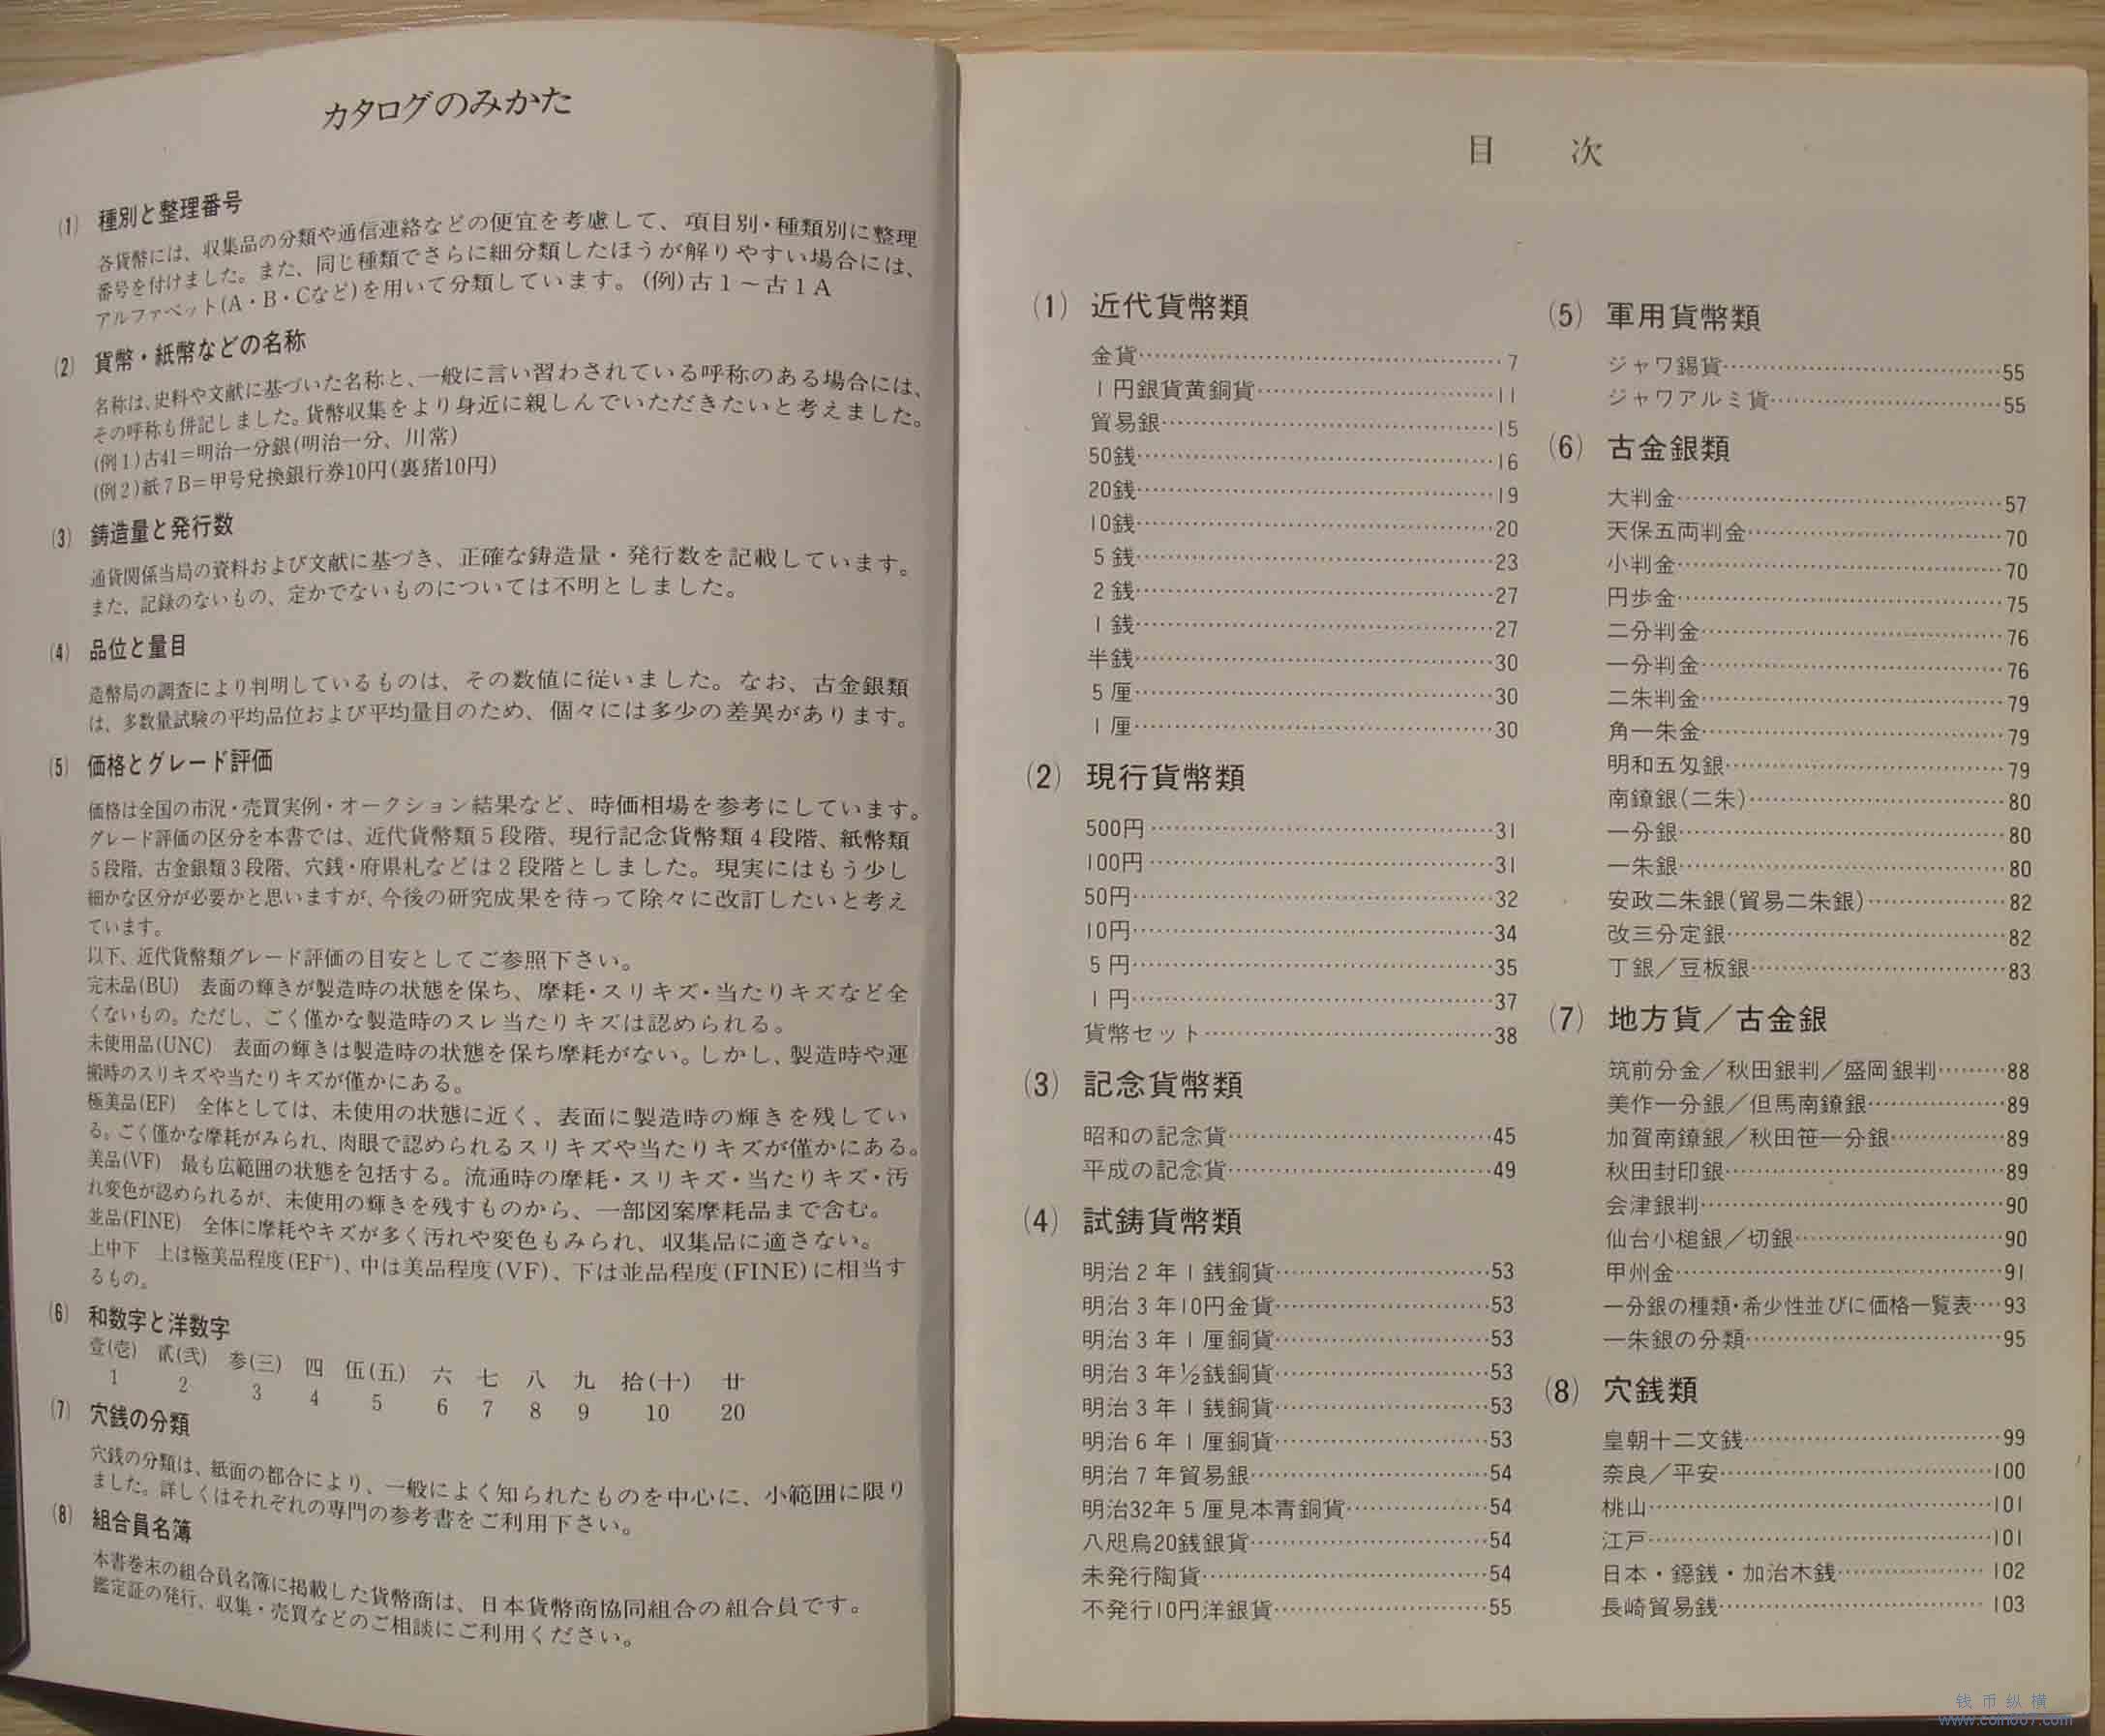 カタログのみかた
(1) 種別と整理番号
各貨幣には、収集品の分類や通信連絡などの便宜を考慮して、項目別・種類別に整理
番号を付けました。また、同じ種類でさらに細分類したほうが解りやすい場合には、
アルファベット(A・B・Cなど)を用いて分類しています。(例)古1〜古1A
(2) 貨幣・紙幣などの名称
名称は、史料や文献に基づいた名称と、一般に言い習わされている呼称のある場合には、
その呼称も併記しました。貨幣収集をより身近に親しんでいただきたいと考えました。
(例1)古41=明治一分銀(明治一分、川常)
(例2)紙7B=甲号兌換銀行券10円(裏猪10円)
(3) 鋳造量と発行数
通貨関係当局の資料および文献に基づき、正確な鋳造量・発行数を記載しています。
また、記録のないもの、定かでないものについては不明としました。
(4) 品位と量目
造幣局の調査により判明しているものは、その数値に従いました。なお、古金銀類
は、多数量試験の平均品位および平均量目のため、個々には多少の差異があります。
(5) 価格とグレード評価
価格は全国の市況・売買実例・オークション結果など、時価相場を参考にしています。
グレード評価の区分を本書では、近代貨幣類5段階、現行記念貨幣類4段階、紙幣類
5段階、古金銀類3段階、穴銭・府県札などは2段階としました。現実にはもう少し
細かな区分が必要かと思いますが、今後の研究成果を待って除々に改訂したいと考え
ています。
以下、近代貨幣類グレード評価の目安としてご参照下さい。
完未品(BU) 表面の輝きが製造時の状態を保ち、摩耗・スリキズ・当たりキズなど全
くないもの。ただし、ごく僅かな製造時のスレ当たりキズは認められる。
未使用品(UNC) 表面の輝きは製造時の状態を保ち摩耗がない。しかし、製造時や運
搬時のスリキズや当たりキズが僅かにある。
極美品(EF) 全体としては、未使用の状態に近く、表面に製造時の輝きを残してい
る。ごく僅かな摩耗がみられ、肉眼で認められるスリキズや当たりキズが僅かにある。
美品(VF) 最も広範囲の状態を包括する。流通時の摩耗・スリキズ・当たりキズ・汚
れ変色が認められるが、未使用の輝きを残すものから、一部図案摩耗品まで含む。
並品(FINE) 全体に摩耗やキズが多く汚れや変色もみられ、収集品に適さない。
上中下 上は極美品程度(EF⁺)、中は美品程度(VF)、下は並品程度(FINE)に相当す
るもの。
(6) 和数字と洋数字
壹(壱) 貳(弐) 参(三) 四 伍(五) 六 七 八 九 拾(十) 廿
1 2 3 4 5 6 7 8 9 10 20
(7) 穴銭の分類
穴銭の分類は、紙面の都合により、一般によく知られたものを中心に、小範囲に限り
ました。詳しくはそれぞれの専門の参考書をご利用下さい。
(8) 組合員名簿
本書巻末の組合員名簿に掲載した貨幣商は、日本貨幣商協同組合の組合員です。
鑑定証の発行、収集・売買などのご相談にご利用ください。
目 次
(1) 近代貨幣類
金貨……7
1円銀貨黄銅貨……11
貿易銀……15
50銭……16
20銭……19
10銭……20
5銭……23
2銭……27
1銭……27
半銭……30
5厘……30
1厘……30
(2) 現行貨幣類
500円……31
100円……31
50円……32
10円……34
5円……35
1円……37
貨幣セット……38
(3) 記念貨幣類
昭和の記念貨……45
平成の記念貨……49
(4) 試鋳貨幣類
明治2年1銭銅貨……53
明治3年10円金貨……53
明治3年1厘銅貨……53
明治3年½銭銅貨……53
明治3年1銭銅貨……53
明治6年1厘銅貨……53
明治7年貿易銀……54
明治32年5厘見本青銅貨……54
八咫烏20銭銀貨……54
未発行陶貨……54
不発行10円洋銀貨……55
(5) 軍用貨幣類
ジャワ錫貨……55
ジャワアルミ貨……55
(6) 古金銀類
大判金……57
天保五両判金……70
小判金……70
円歩金……75
二分判金……76
一分判金……76
二朱判金……79
角一朱金……79
明和五匁銀……79
南鐐銀(二朱)……80
一分銀……80
一朱銀……80
安政二朱銀(貿易二朱銀)……82
改三分定銀……82
丁銀/豆板銀……83
(7) 地方貨/古金銀
筑前分金/秋田銀判/盛岡銀判……88
美作一分銀/但馬南鐐銀……89
加賀南鐐銀/秋田笹一分銀……89
秋田封印銀……89
会津銀判……90
仙台小槌銀/切銀……90
甲州金……91
一分銀の種類・希少性並びに価格一覧表……93
一朱銀の分類……95
(8) 穴銭類
皇朝十二文銭……99
奈良/平安……100
桃山……101
江戸……101
日本・鐚銭・加治木銭……102
長崎貿易銭……103
钱币纵横
www.coin007.com